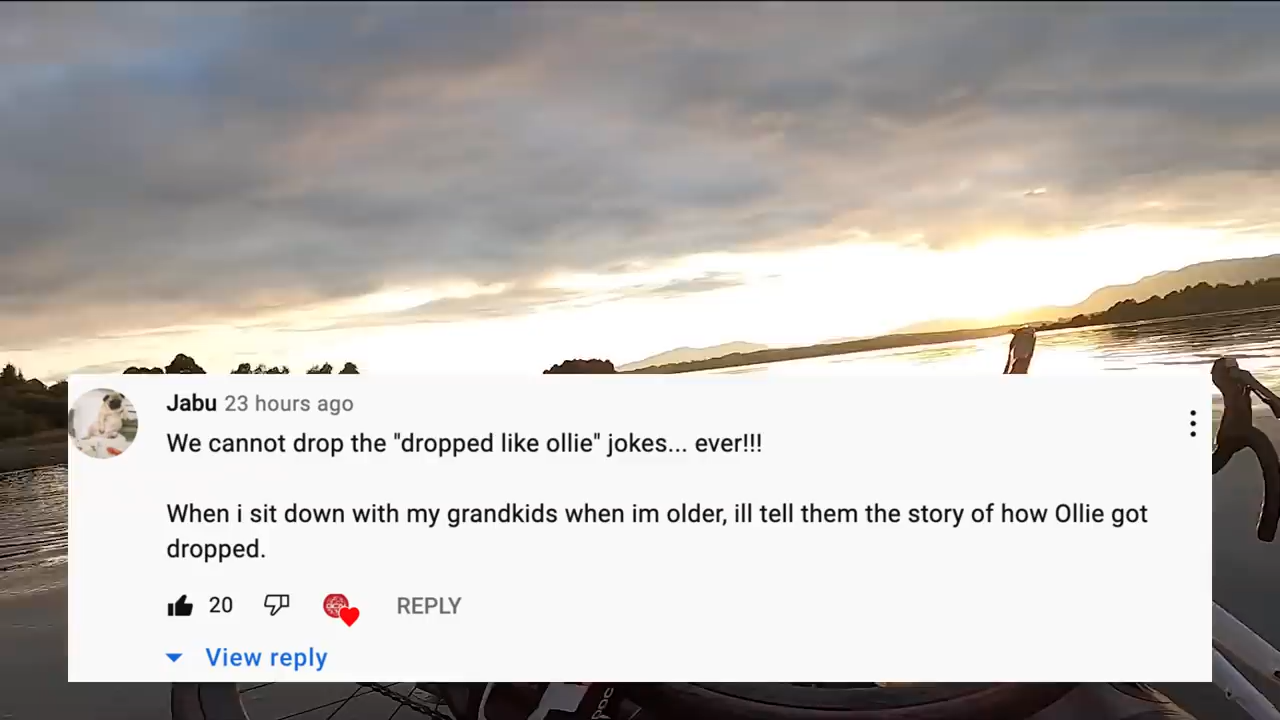 Jabu 23 hours ago
We cannot drop the "dropped like ollie" jokes... ever!!!
When i sit down with my grandkids when im older, ill tell them the story of how Ollie got
dropped.
20 REPLY
View reply
poc